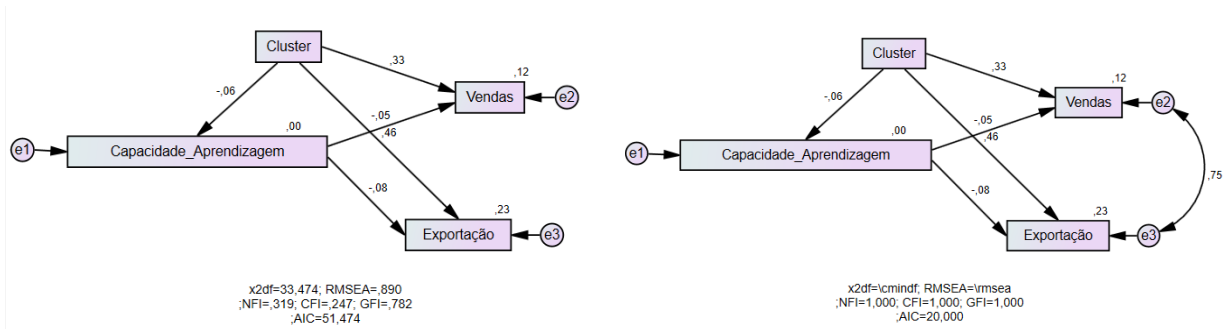 Cluster
,33
,12
Vendas
e2
-,06
-,05
,46
,00
e1
Capacidade_Aprendizagem
-,08
,23
Exportação
e3
x2df=33,474; RMSEA=,890
;NFI=,319; CFI=,247; GFI=,782
;AIC=51,474
Cluster
,33
,12
Vendas
e2
-,06
-,05
,46
,00
e1
Capacidade_Aprendizagem
,75
-,08
,23
Exportação
e3
x2df=\cmindf; RMSEA=\rmsea
;NFI=1,000; CFI=1,000; GFI=1,000
;AIC=20,000